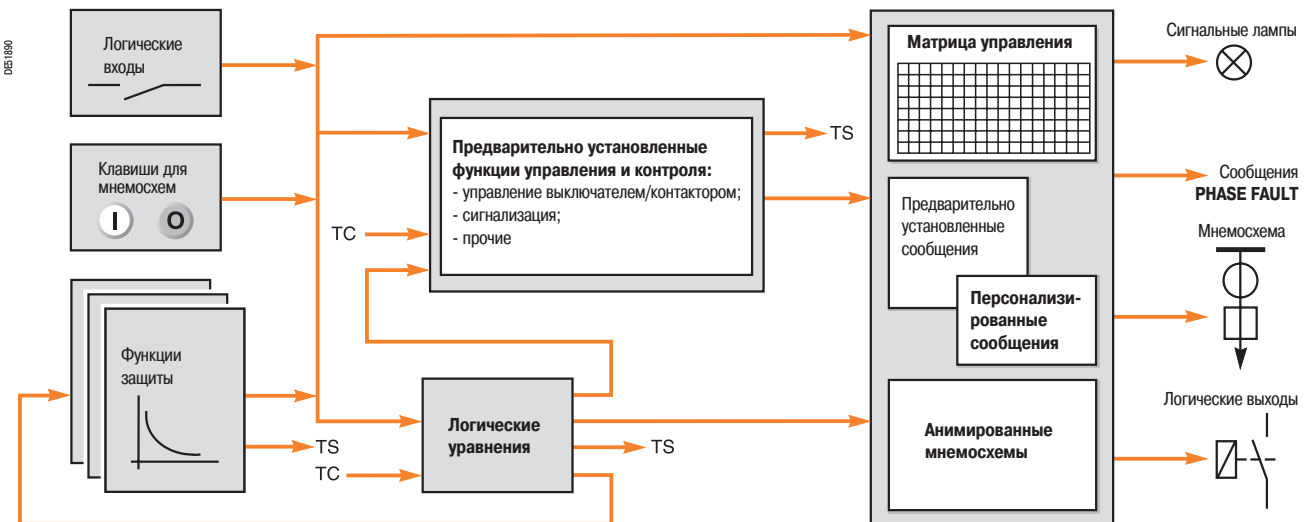 DE51890
Логические
входы
Клавиши для
мнемосхем
I O
Функции
защиты
TS
TC
Предварительно установленные
функции управления и контроля:
- управление выключателем/контактором;
- сигнализация;
- прочие
TC
TS
Логические
уравнения
TS
Матрица управления
Предварительно
установленные
сообщения
Персонализи-
рованные
сообщения
Анимированные
мнемосхемы
Сигнальные лампы
Сообщения
PHASE FAULT
Мнемосхема
Логические выходы